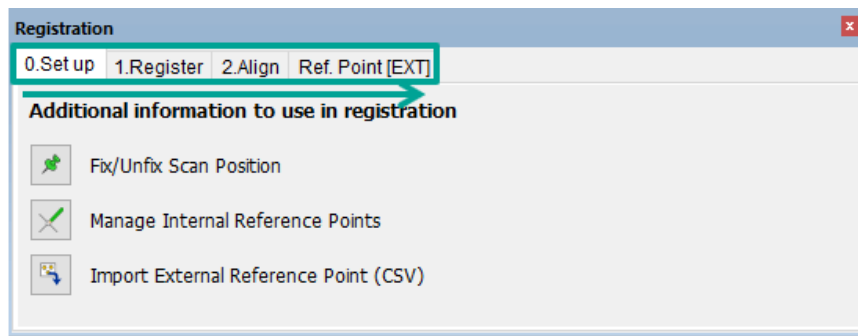 Registration
0.Set up 1.Register 2.Align Ref. Point [EXT]
Additional information to use in registration
Fix/Unfix Scan Position
Manage Internal Reference Points
Import External Reference Point (CSV)